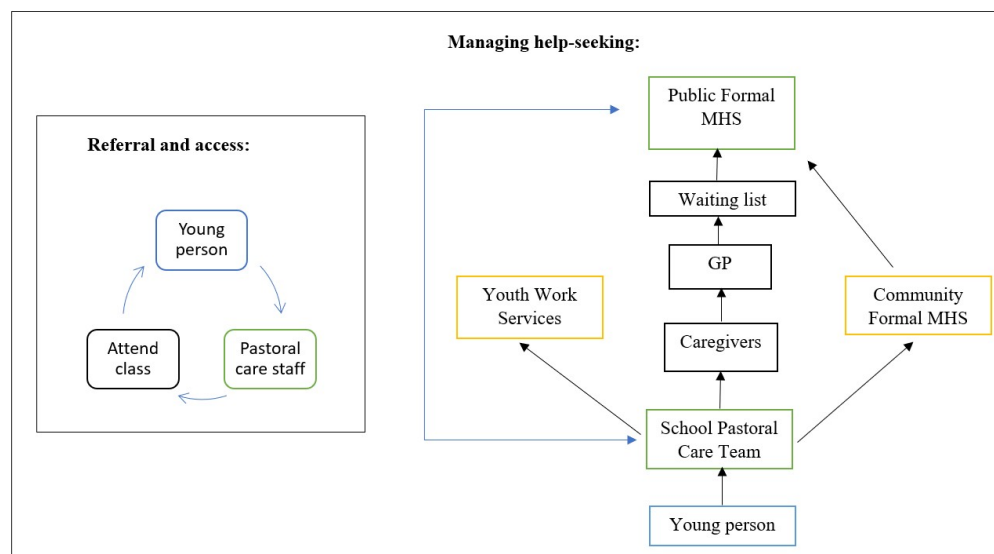 Managing help-seeking:
Referral and access:
Young
person
Attend
class
Pastoral
care staff
Public Formal
MHS
Waiting list
GP
Youth Work
Services
Community
Formal MHS
Caregivers
School Pastoral
Care Team
Young person